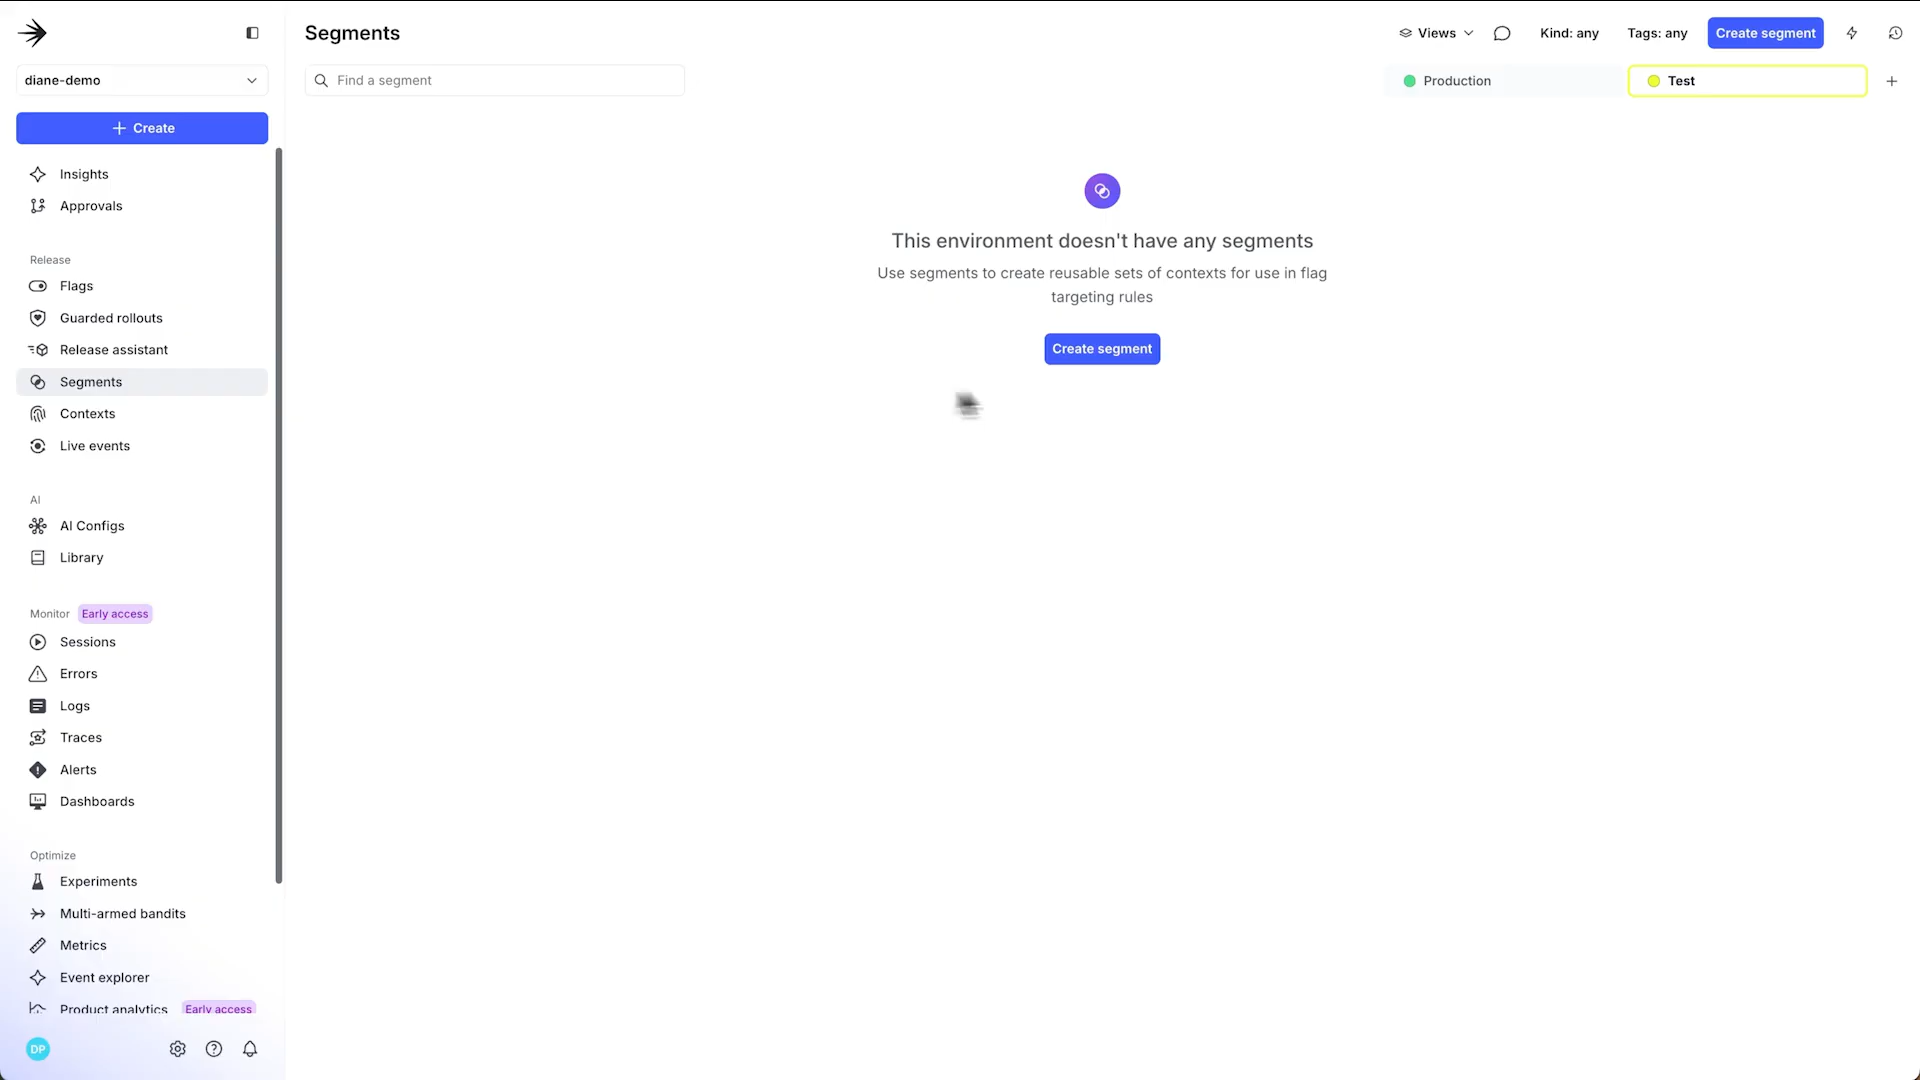 Segments
Views
Kind: any
Tags: any
Create segment
diane-demo
Find a segment
Production
Test
Create
Insights
Approvals
Release
Flags
Guarded rollouts
Release assistant
Segments
Contexts
Live events
AI
AI Configs
Library
Monitor Early access
Sessions
Errors
Logs
Traces
Alerts
Dashboards
Optimize
Experiments
Multi-armed bandits
Metrics
Event explorer
Product analytics Early access
DP
This environment doesn't have any segments
Use segments to create reusable sets of contexts for use in flag
targeting rules
Create segment